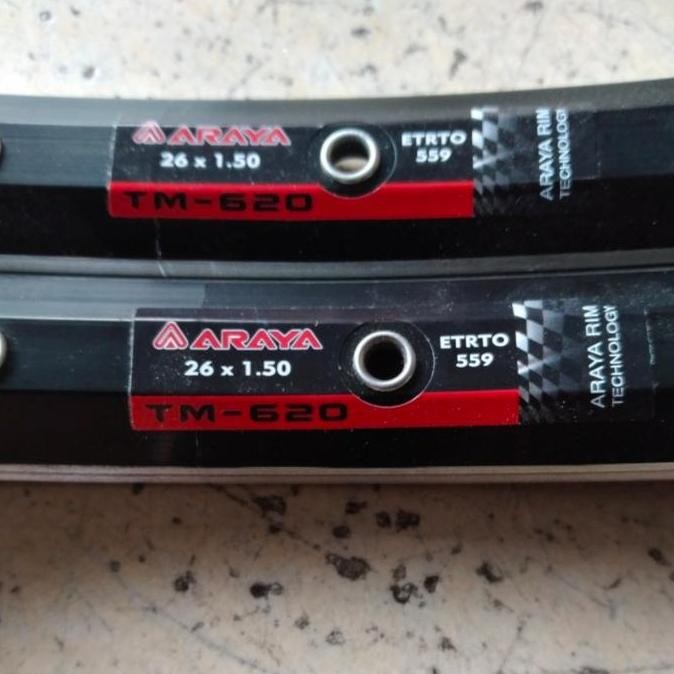 ARAYA
26 x 1.50
ETRTO
559
TM-620
ARAYA RIM
TECHNOLOGY
ARAYA
26 x 1.50
ETRTO
559
TM-620
ARAYA RIM
TECHNOLOGY